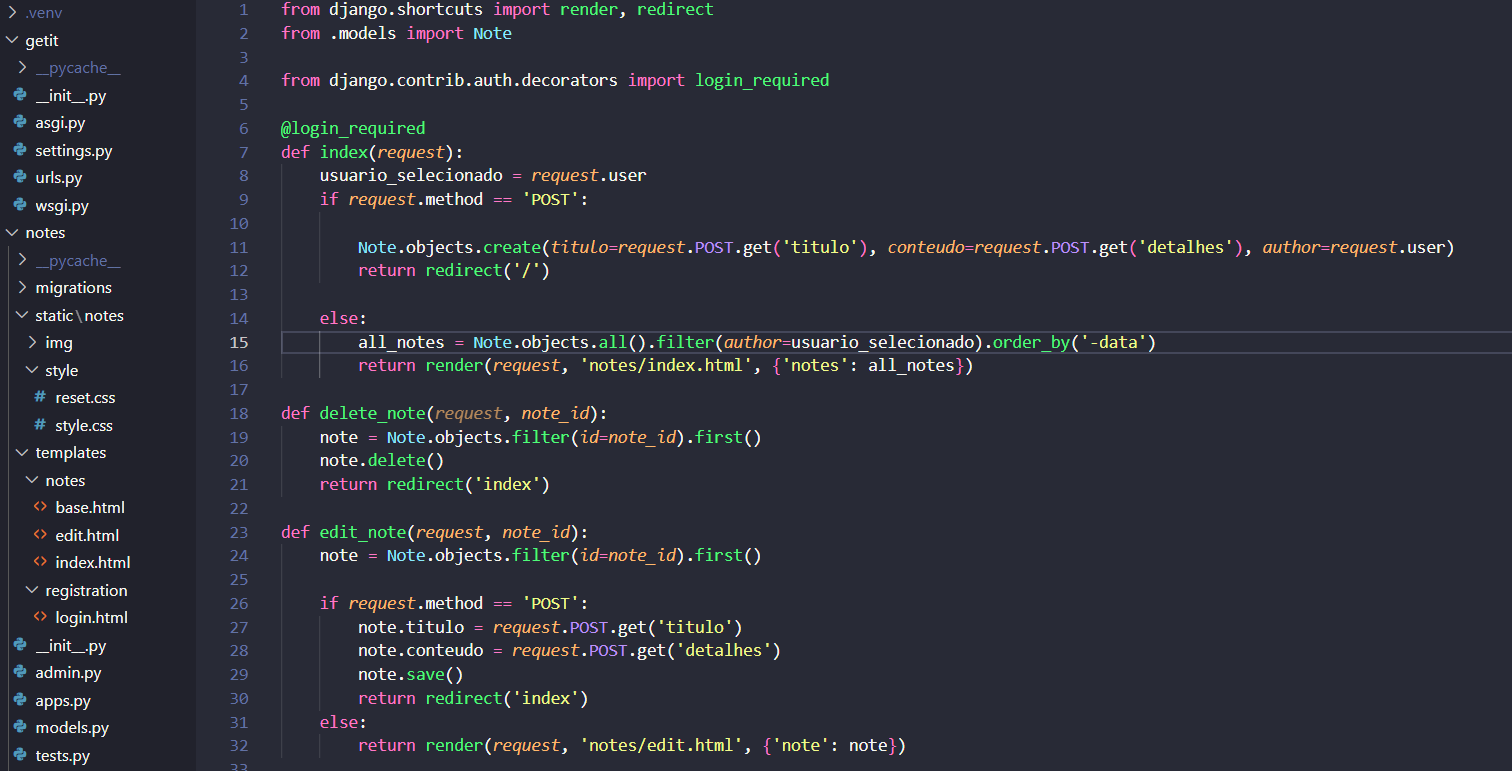 .venv
getit
__pycache__
__init__.py
asgi.py
settings.py
urls.py
wsgi.py
notes
__pycache__
migrations
static\notes
img
style
# reset.css
# style.css
templates
notes
<> base.html
<> edit.html
<> index.html
registration
<> login.html
__init__.py
admin.py
apps.py
models.py
tests.py
1 from django.shortcuts import render, redirect
2 from .models import Note
3
4 from django.contrib.auth.decorators import login_required
5
6 @login_required
7 def index(request):
8     usuario_selecionado = request.user
9     if request.method == 'POST':
10
11         Note.objects.create(titulo=request.POST.get('titulo'), conteudo=request.POST.get('detalhes'), author=request.user)
12         return redirect('/')
13
14     else:
15         all_notes = Note.objects.all().filter(author=usuario_selecionado).order_by('-data')
16         return render(request, 'notes/index.html', {'notes': all_notes})
17
18 def delete_note(request, note_id):
19     note = Note.objects.filter(id=note_id).first()
20     note.delete()
21     return redirect('index')
22
23 def edit_note(request, note_id):
24     note = Note.objects.filter(id=note_id).first()
25
26     if request.method == 'POST':
27         note.titulo = request.POST.get('titulo')
28         note.conteudo = request.POST.get('detalhes')
29         note.save()
30         return redirect('index')
31     else:
32         return render(request, 'notes/edit.html', {'note': note})
33